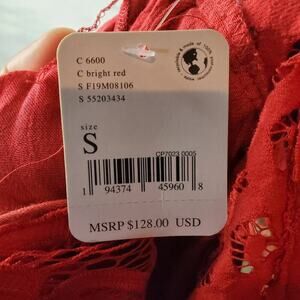 C 6600
C bright red
S F19M08106
S 55203434
size
S
CP7023 0005
1 94374 45960 8
MSRP $128.00 USD